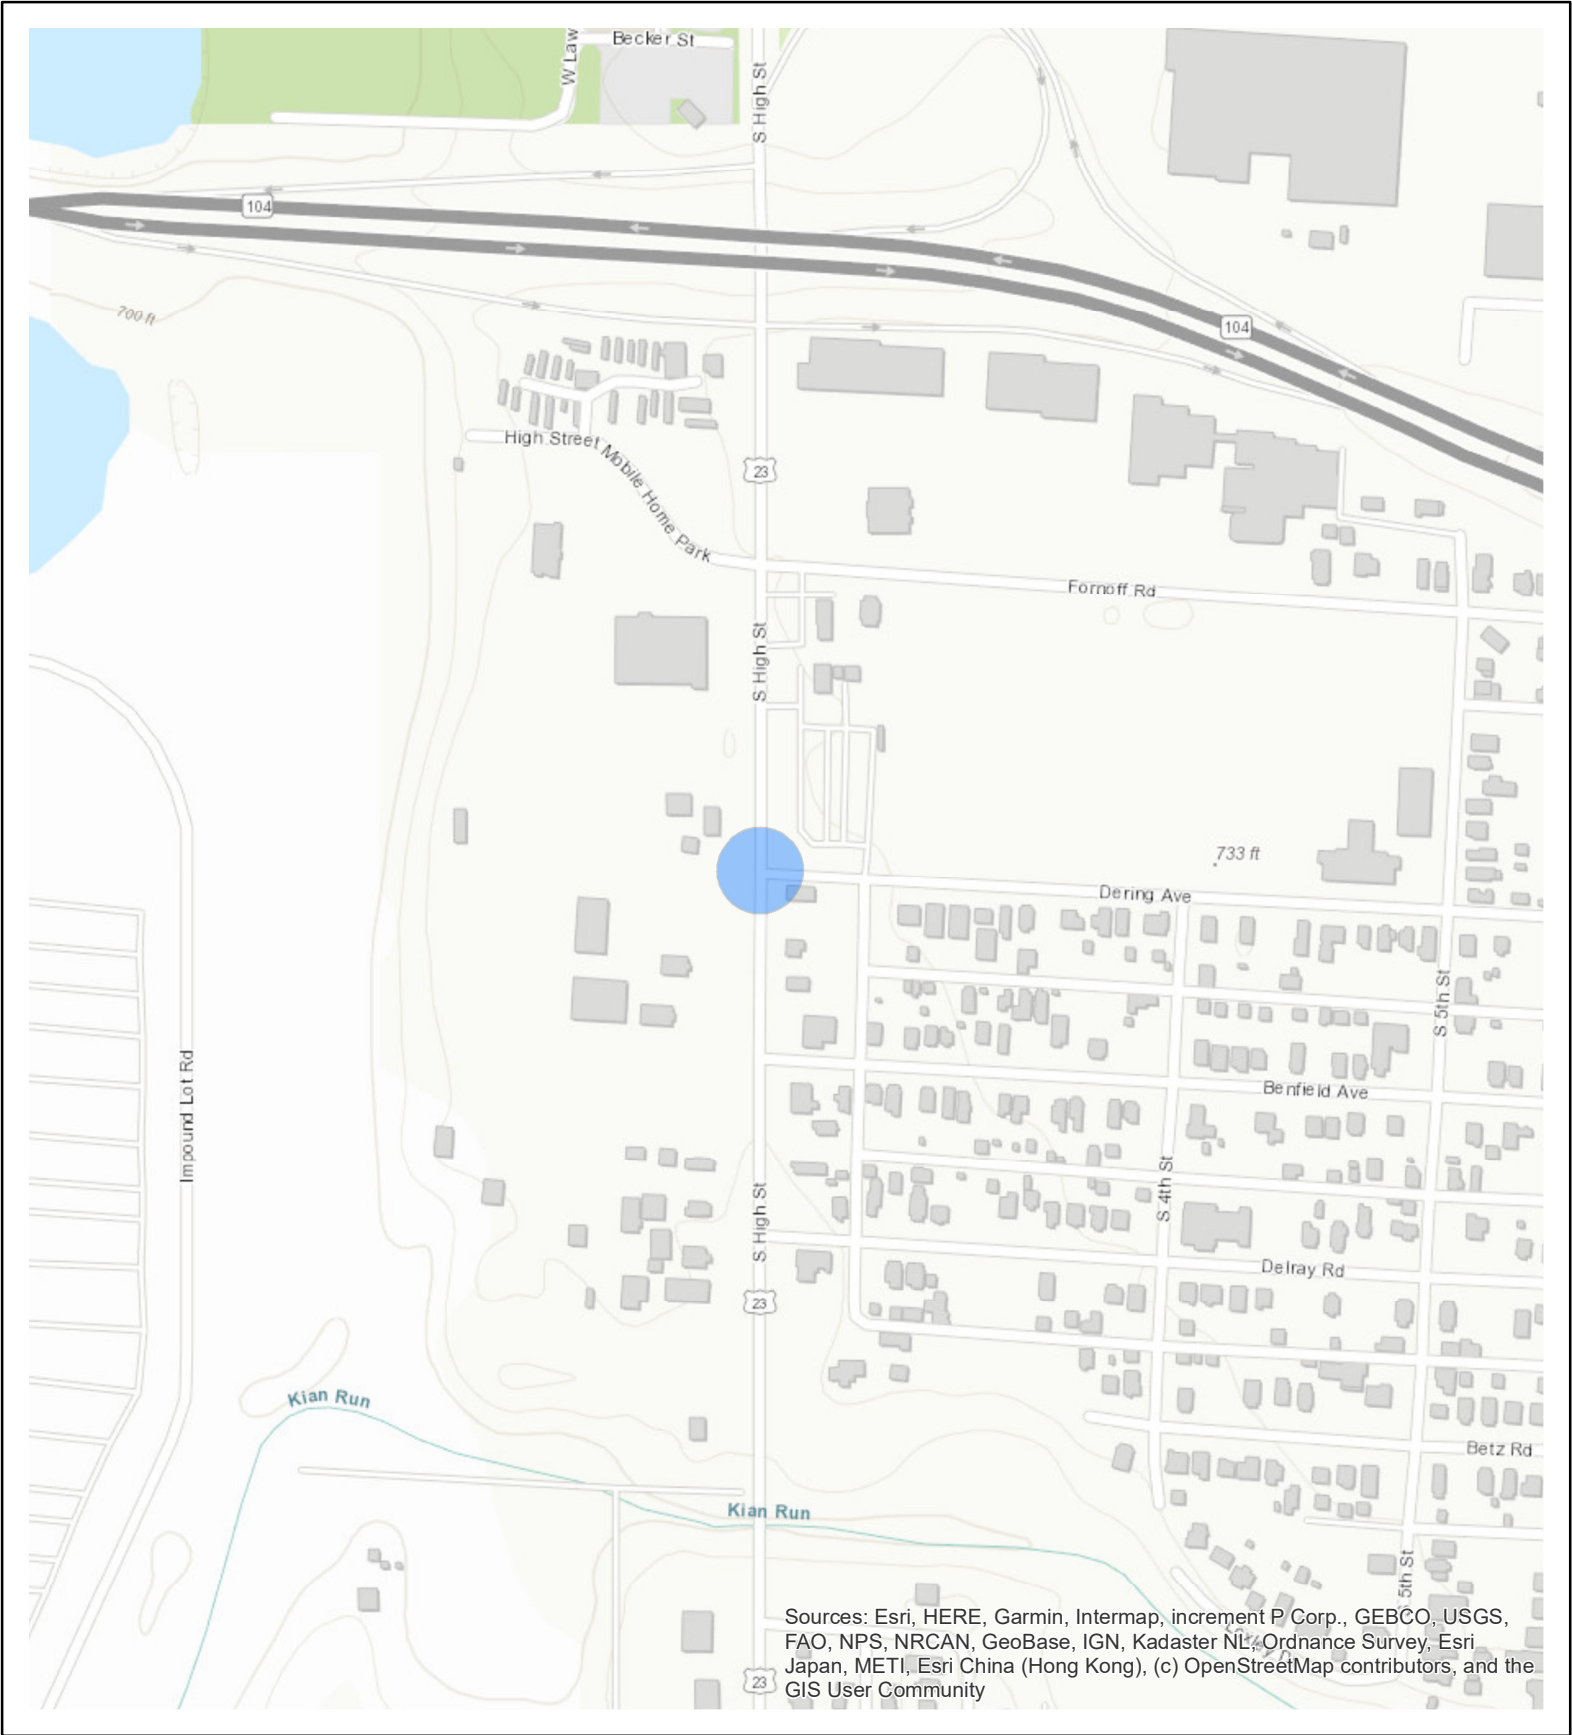 Becker St
W Law
S High St
104
700 ft
104
High Street Mobile Home Park
23
Fornoff Rd
S High St
733 ft
Dering Ave
S 5th St
Impound Lot Rd
Benfield Ave
S High St
S 4th St
Delray Rd
23
Kian Run
Betz Rd
Kian Run
5th St
Sources: Esri, HERE, Garmin, Intermap, increment P Corp., GEBCO, USGS,
FAO, NPS, NRCAN, GeoBase, IGN, Kadaster NL, Ordnance Survey, Esri
Japan, METI, Esri China (Hong Kong), (c) OpenStreetMap contributors, and the
GIS User Community
23